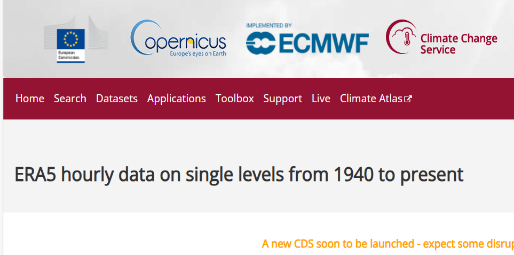 European
Commission
opernicus
Europe's eyes on Earth
IMPLEMENTED BY
ECMWF
Climate Change
Service
Home Search Datasets Applications Toolbox Support Live Climate Atlas
ERA5 hourly data on single levels from 1940 to present
A new CDS soon to be launched - expect some disrup